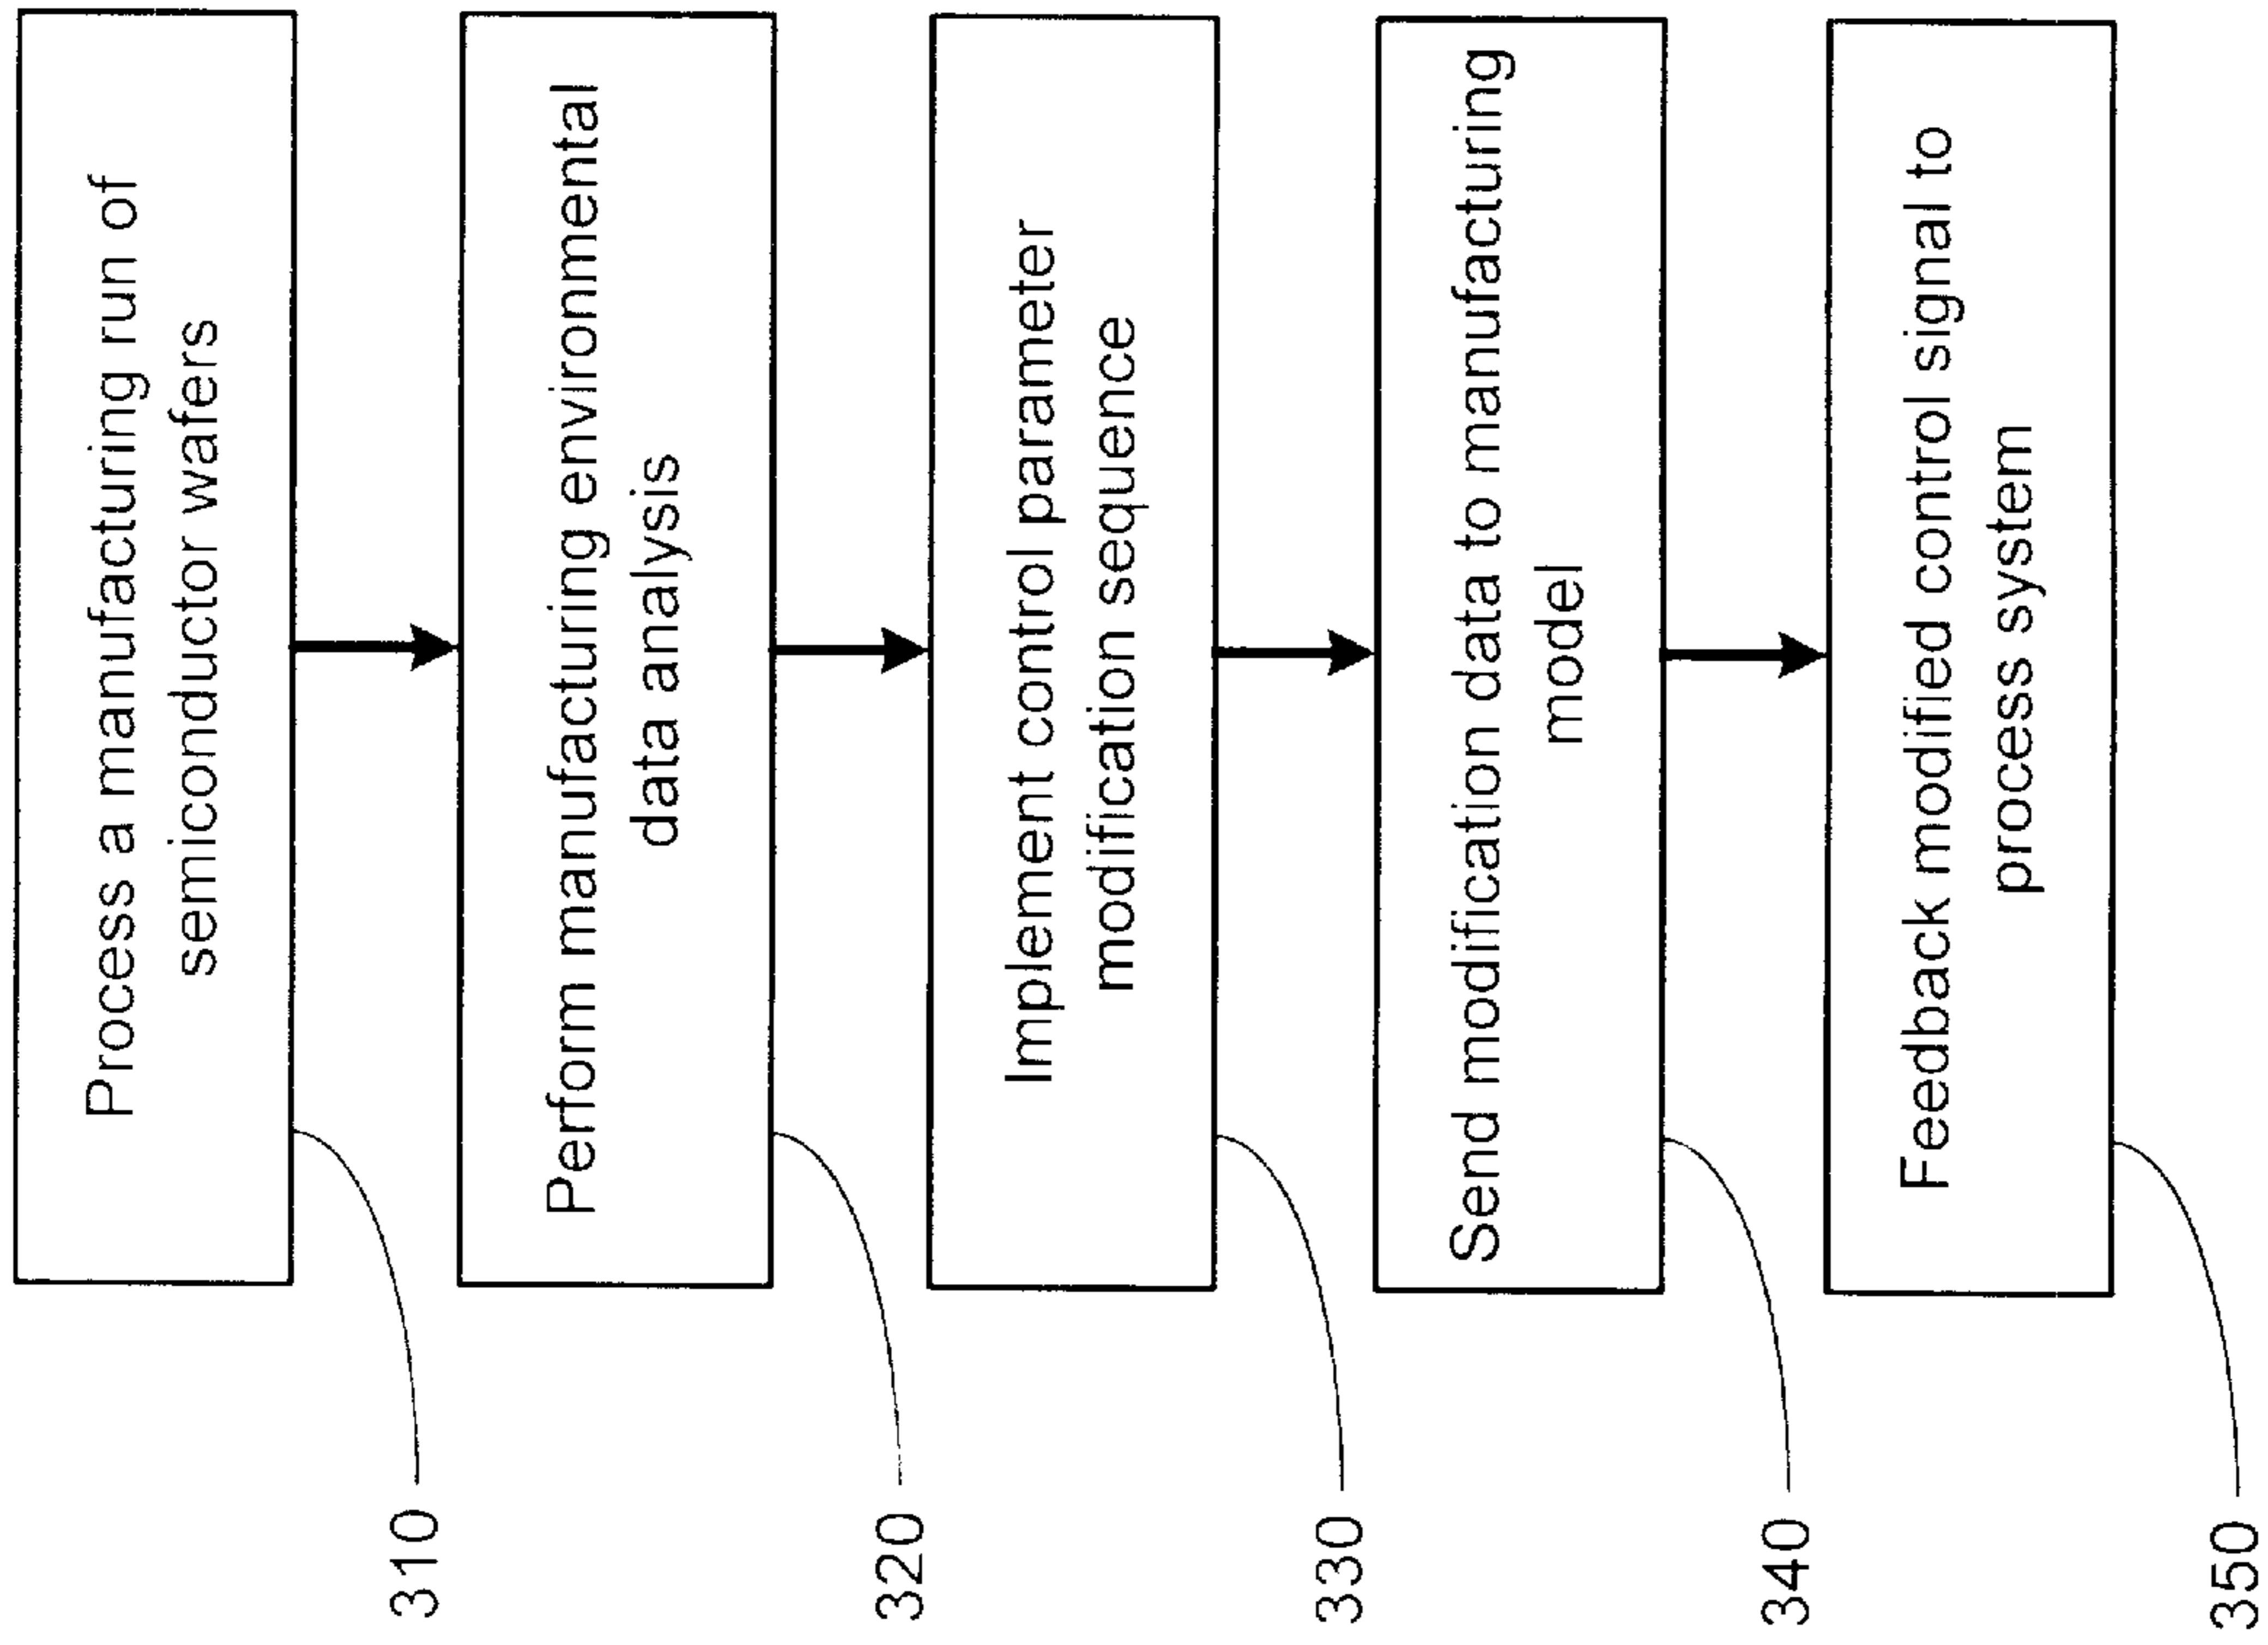 Process a manufacturing run of
semiconductor wafers
310
Perform manufacturing environmental
data analysis
320
Implement control parameter
modification sequence
330
Send modification data to manufacturing
model
340
Feedback modified control signal to
process system
350